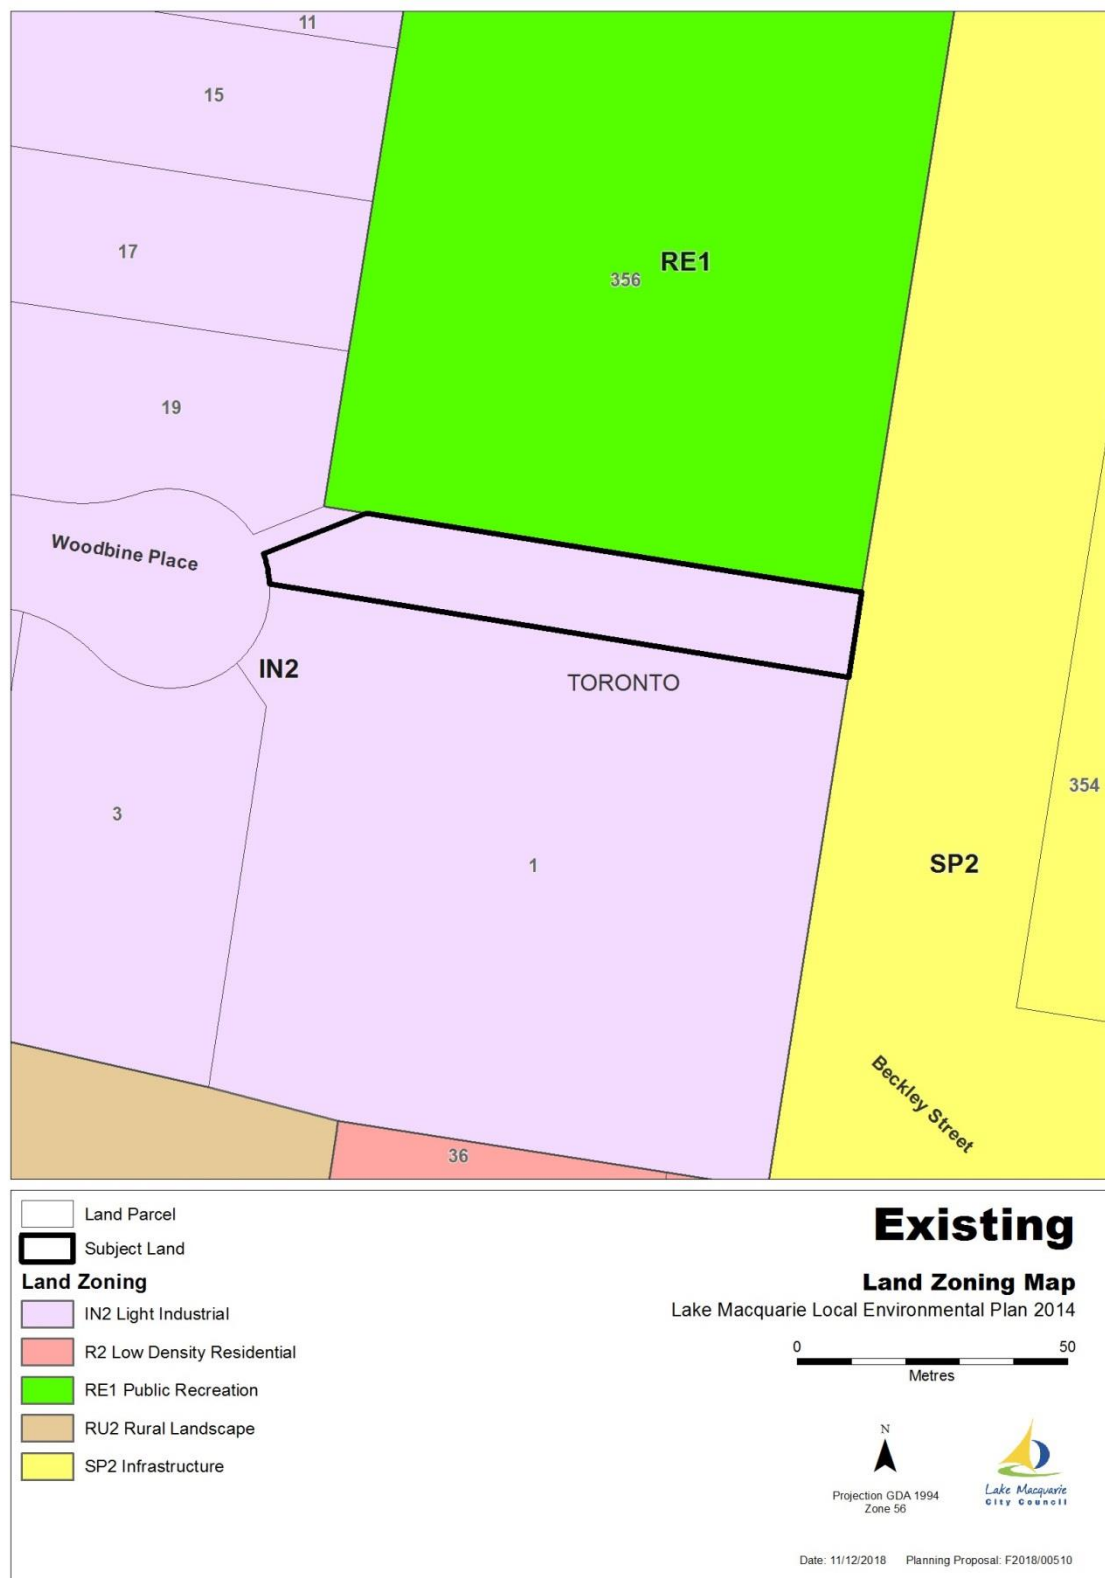 11
15
17
356
RE1
19
Woodbine Place
IN2
TORONTO
354
3
1
SP2
Beckley Street
36
Land Parcel
Subject Land
Land Zoning
IN2 Light Industrial
R2 Low Density Residential
RE1 Public Recreation
RU2 Rural Landscape
SP2 Infrastructure
Existing
Land Zoning Map
Lake Macquarie Local Environmental Plan 2014
0 50
Metres
N
Projection GDA 1994
Zone 56
Lake Macquarie
City Council
Date: 11/12/2018 Planning Proposal: F2018/00510